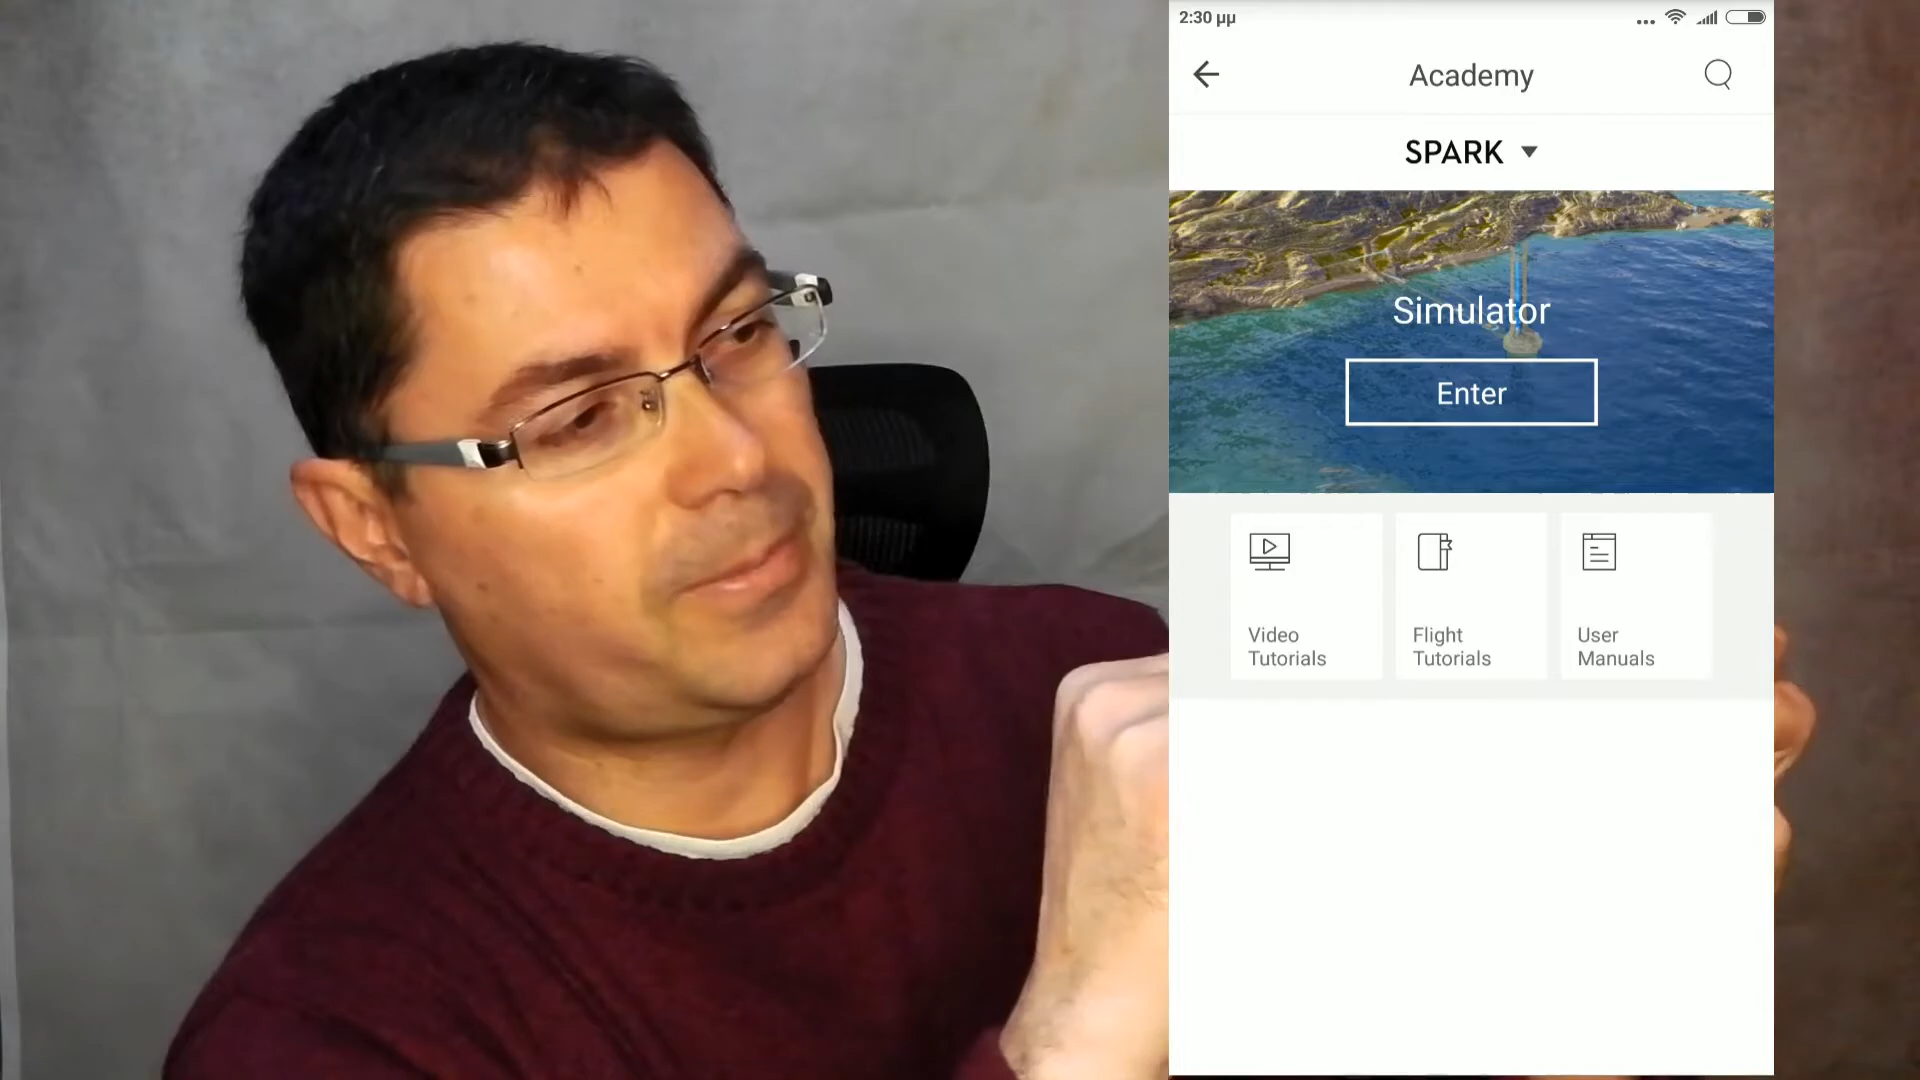 2:30 μμ
Academy
SPARK
Simulator
Enter
Video
Tutorials
Flight
Tutorials
User
Manuals